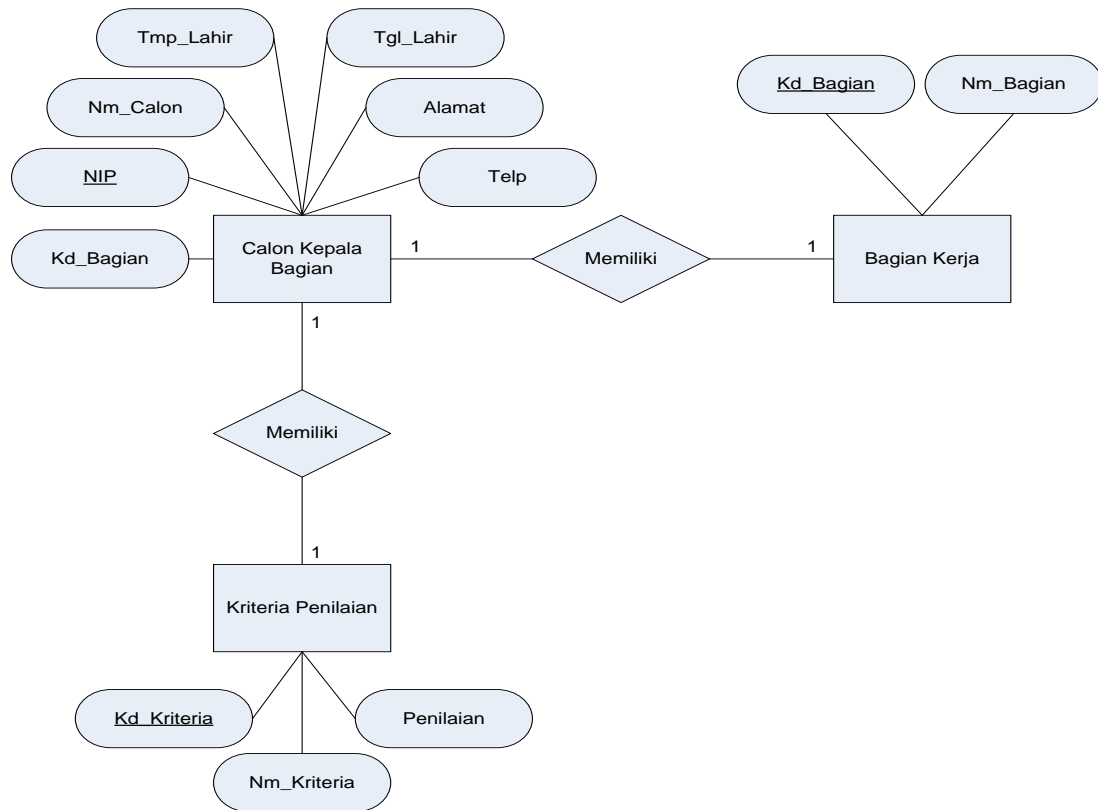 Tmp_Lahir
Tgl_Lahir
Nm_Calon
Alamat
NIP
Telp
Kd_Bagian
Calon Kepala
Bagian
1
Memiliki
1
Kd_Bagian
Nm_Bagian
Bagian Kerja
1
Memiliki
1
Kriteria Penilaian
Kd_Kriteria
Penilaian
Nm_Kriteria